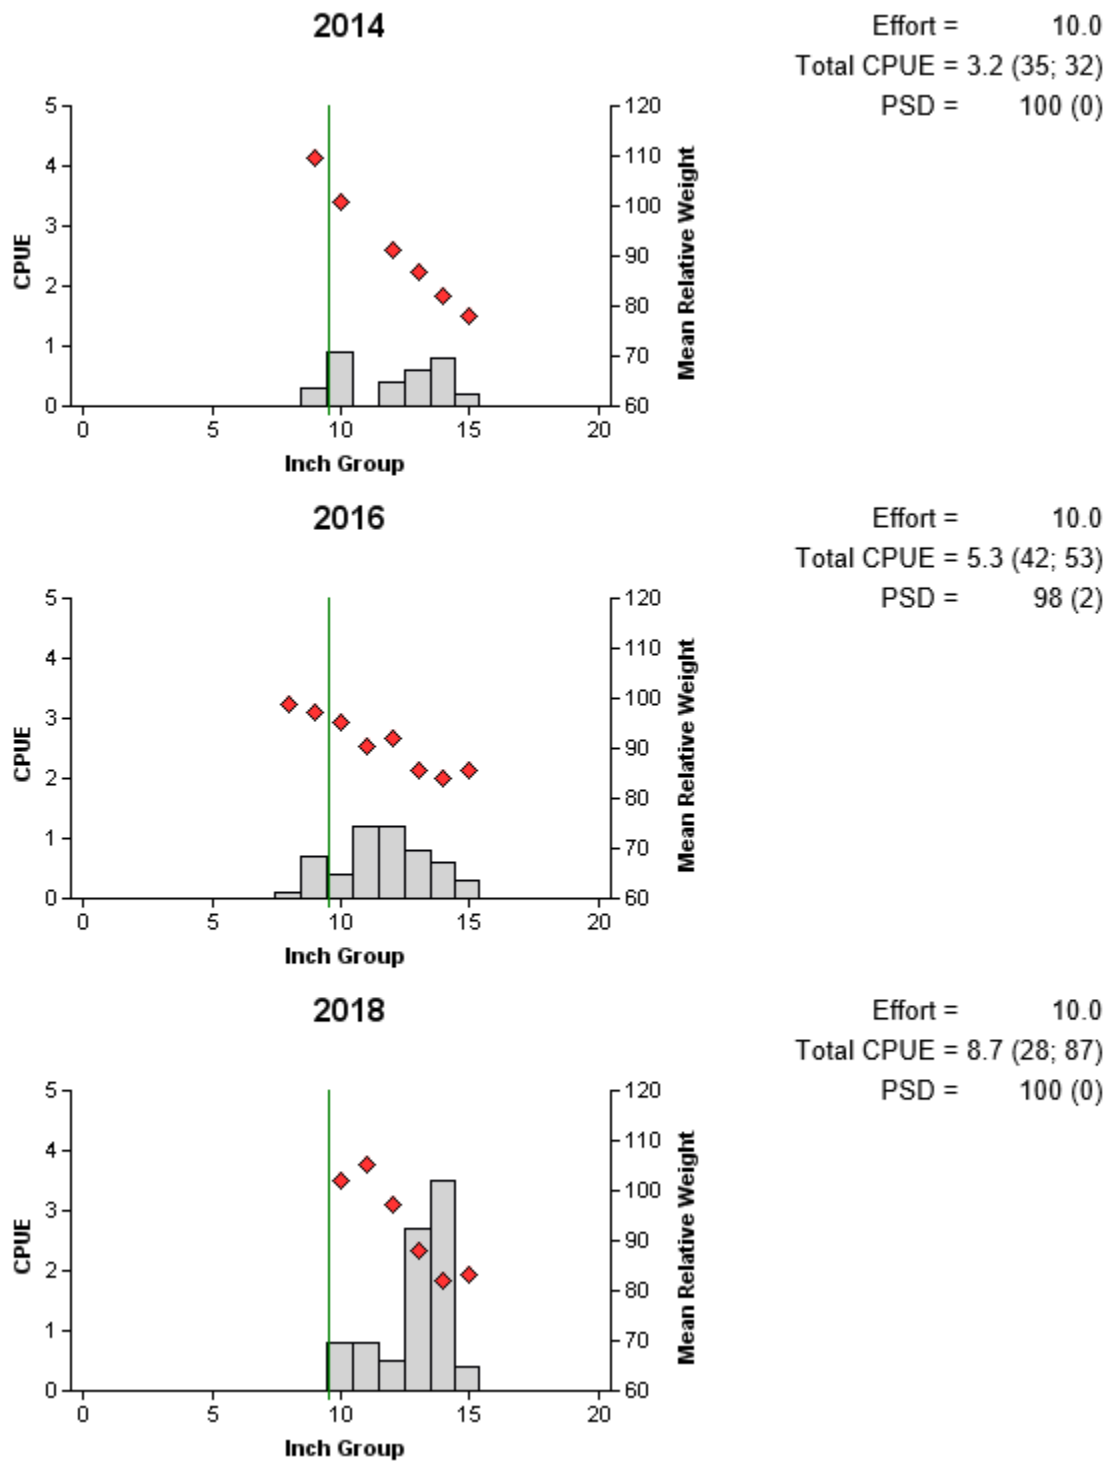 2014
Effort = 10.0
Total CPUE = 3.2 (35; 32)
PSD = 100 (0)
5
4
3
2
1
0
CPUE
120
110
100
90
80
70
60
Mean Relative Weight
0 5 10 15 20
Inch Group
2016
Effort = 10.0
Total CPUE = 5.3 (42; 53)
PSD = 98 (2)
5
4
3
2
1
0
CPUE
120
110
100
90
80
70
60
Mean Relative Weight
0 5 10 15 20
Inch Group
2018
Effort = 10.0
Total CPUE = 8.7 (28; 87)
PSD = 100 (0)
5
4
3
2
1
0
CPUE
120
110
100
90
80
70
60
Mean Relative Weight
0 5 10 15 20
Inch Group